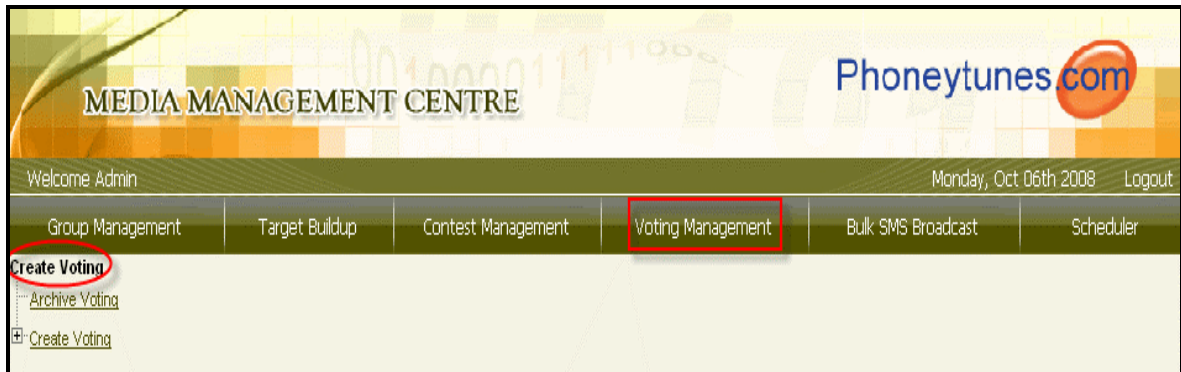 MEDIA MANAGEMENT CENTRE
Phoneytunes.com
Welcome Admin
Monday, Oct 06th 2008 Logout
Group Management Target Buildup Contest Management Voting Management Bulk SMS Broadcast Scheduler
Create Voting
Archive Voting
Create Voting